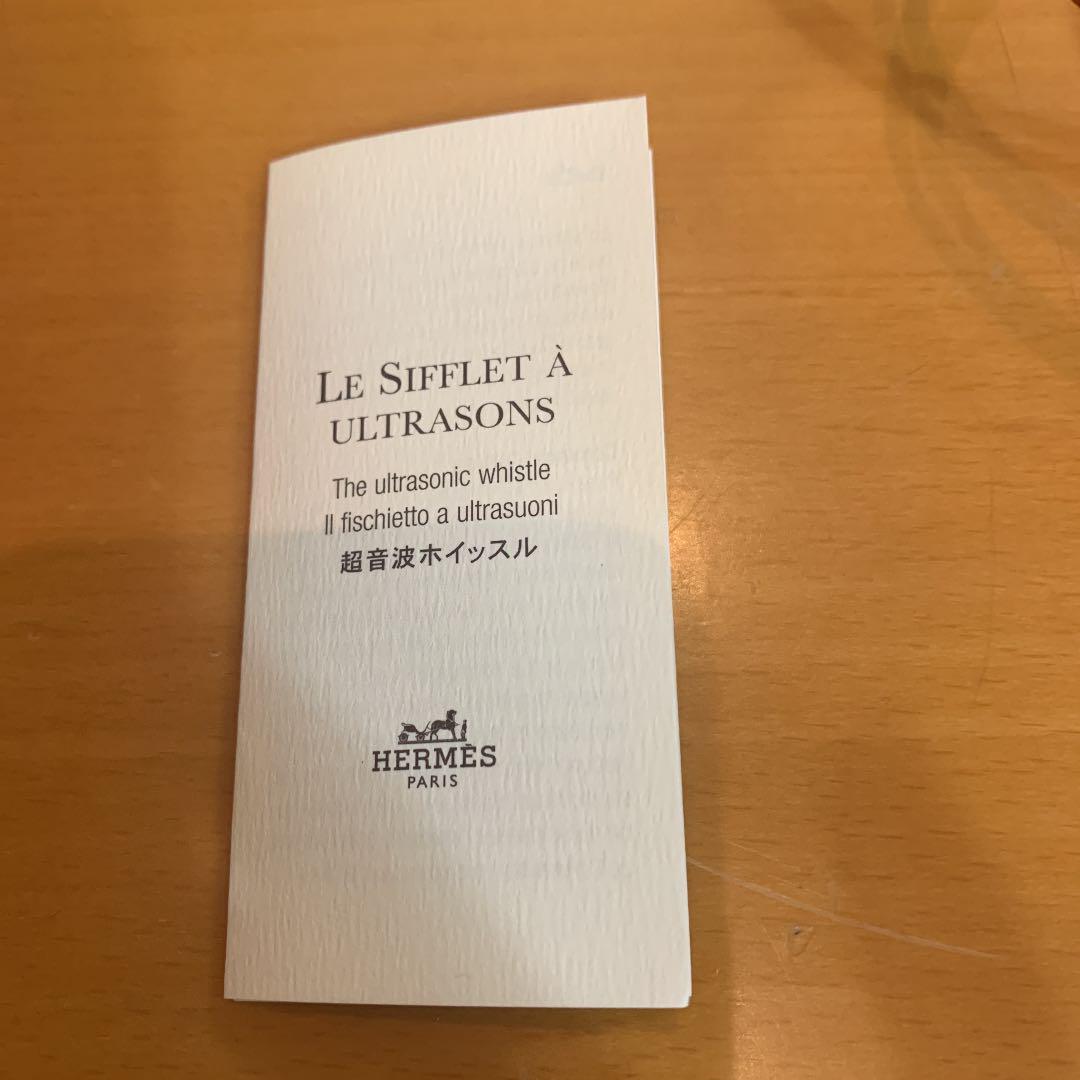 LE SIFFLET À
ULTRASONS
The ultrasonic whistle
Il fischietto a ultrasuoni
超音波ホイッスル
HERMÈS
PARIS